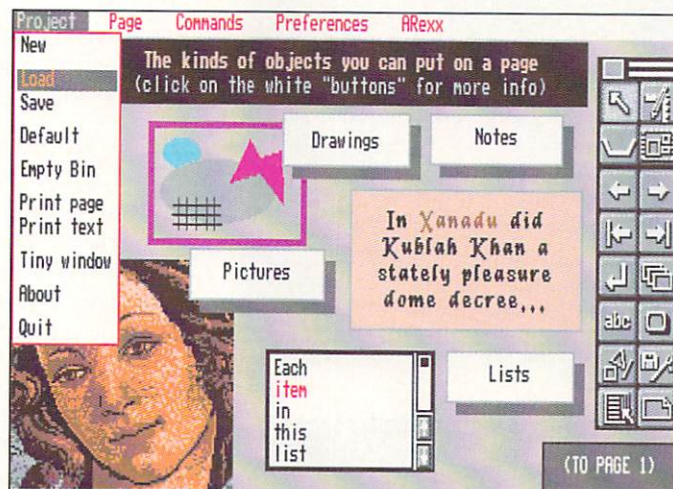 Project Page Commands Preferences ARexx
New
Load
Save
Default
Empty Bin
Print page
Print text
Tiny window
About
Quit
The kinds of objects you can put on a page
(click on the white "buttons" for more info)
Drawings
Notes
In Xanadu did
Kublah Khan a
stately pleasure
dome decree...
Pictures
Each
item
in
this
list
Lists
abc
(TO PAGE 1)